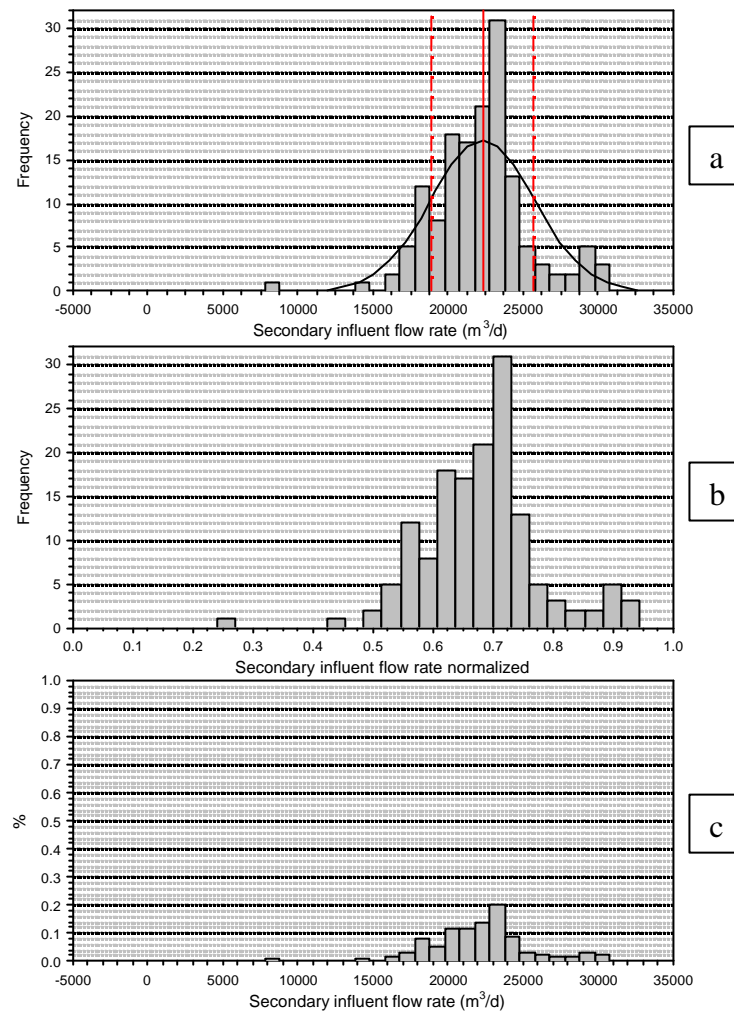 30
25
20
15
10
5
0
Frequency
-5000 0 5000 10000 15000 20000 25000 30000 35000
Secondary influent flow rate (m³/d)
a
30
25
20
15
10
5
0
Frequency
0.0 0.1 0.2 0.3 0.4 0.5 0.6 0.7 0.8 0.9 1.0
Secondary influent flow rate normalized
b
1.0
0.9
0.8
0.7
0.6
0.5
0.4
0.3
0.2
0.1
0.0
%
-5000 0 5000 10000 15000 20000 25000 30000 35000
Secondary influent flow rate (m³/d)
c